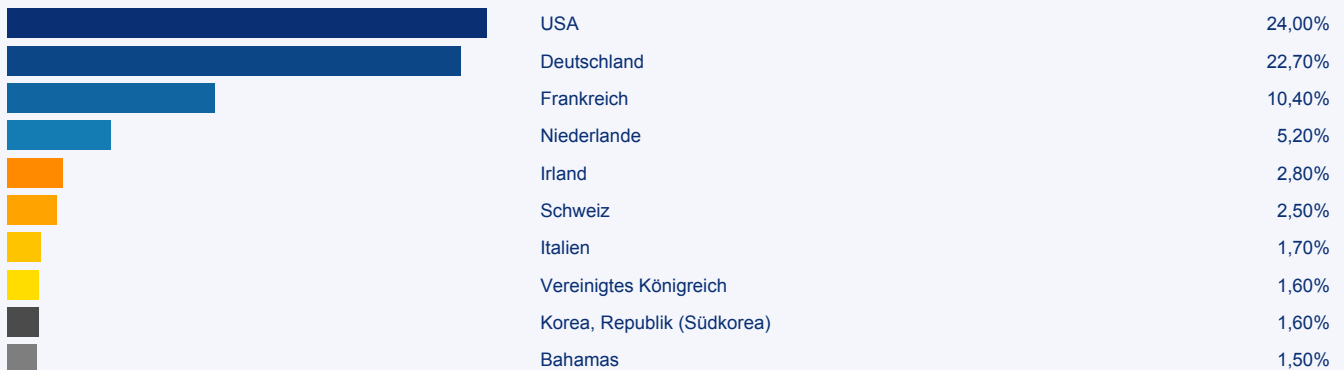 USA 24,00%
Deutschland 22,70%
Frankreich 10,40%
Niederlande 5,20%
Irland 2,80%
Schweiz 2,50%
Italien 1,70%
Vereinigtes Königreich 1,60%
Korea, Republik (Südkorea) 1,60%
Bahamas 1,50%